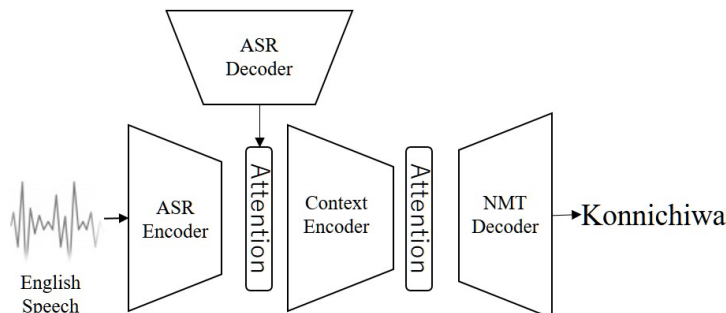 ASR
Decoder
ASR
Encoder
Attention
Context
Encoder
Attention
NMT
Decoder
Konnichiwa
English
Speech